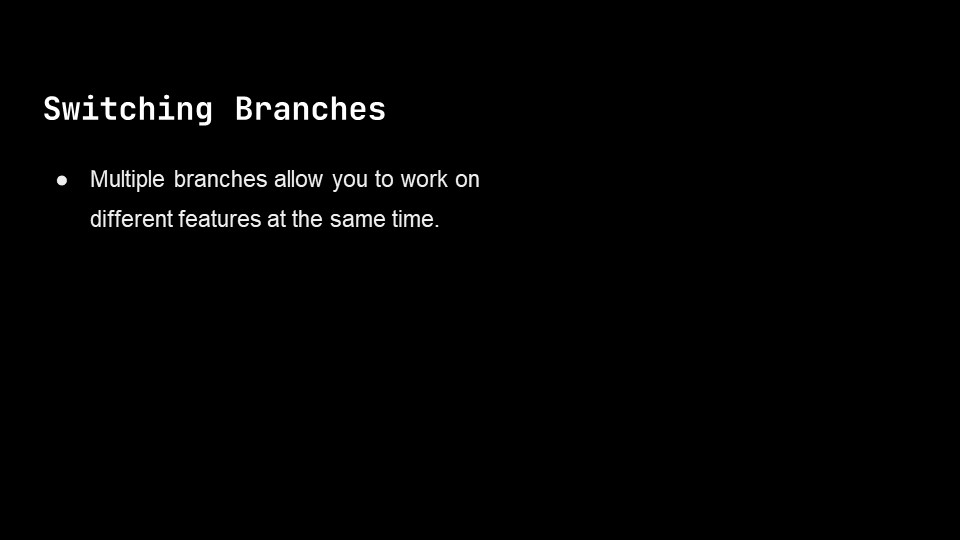 Switching Branches
● Multiple branches allow you to work on
different features at the same time.